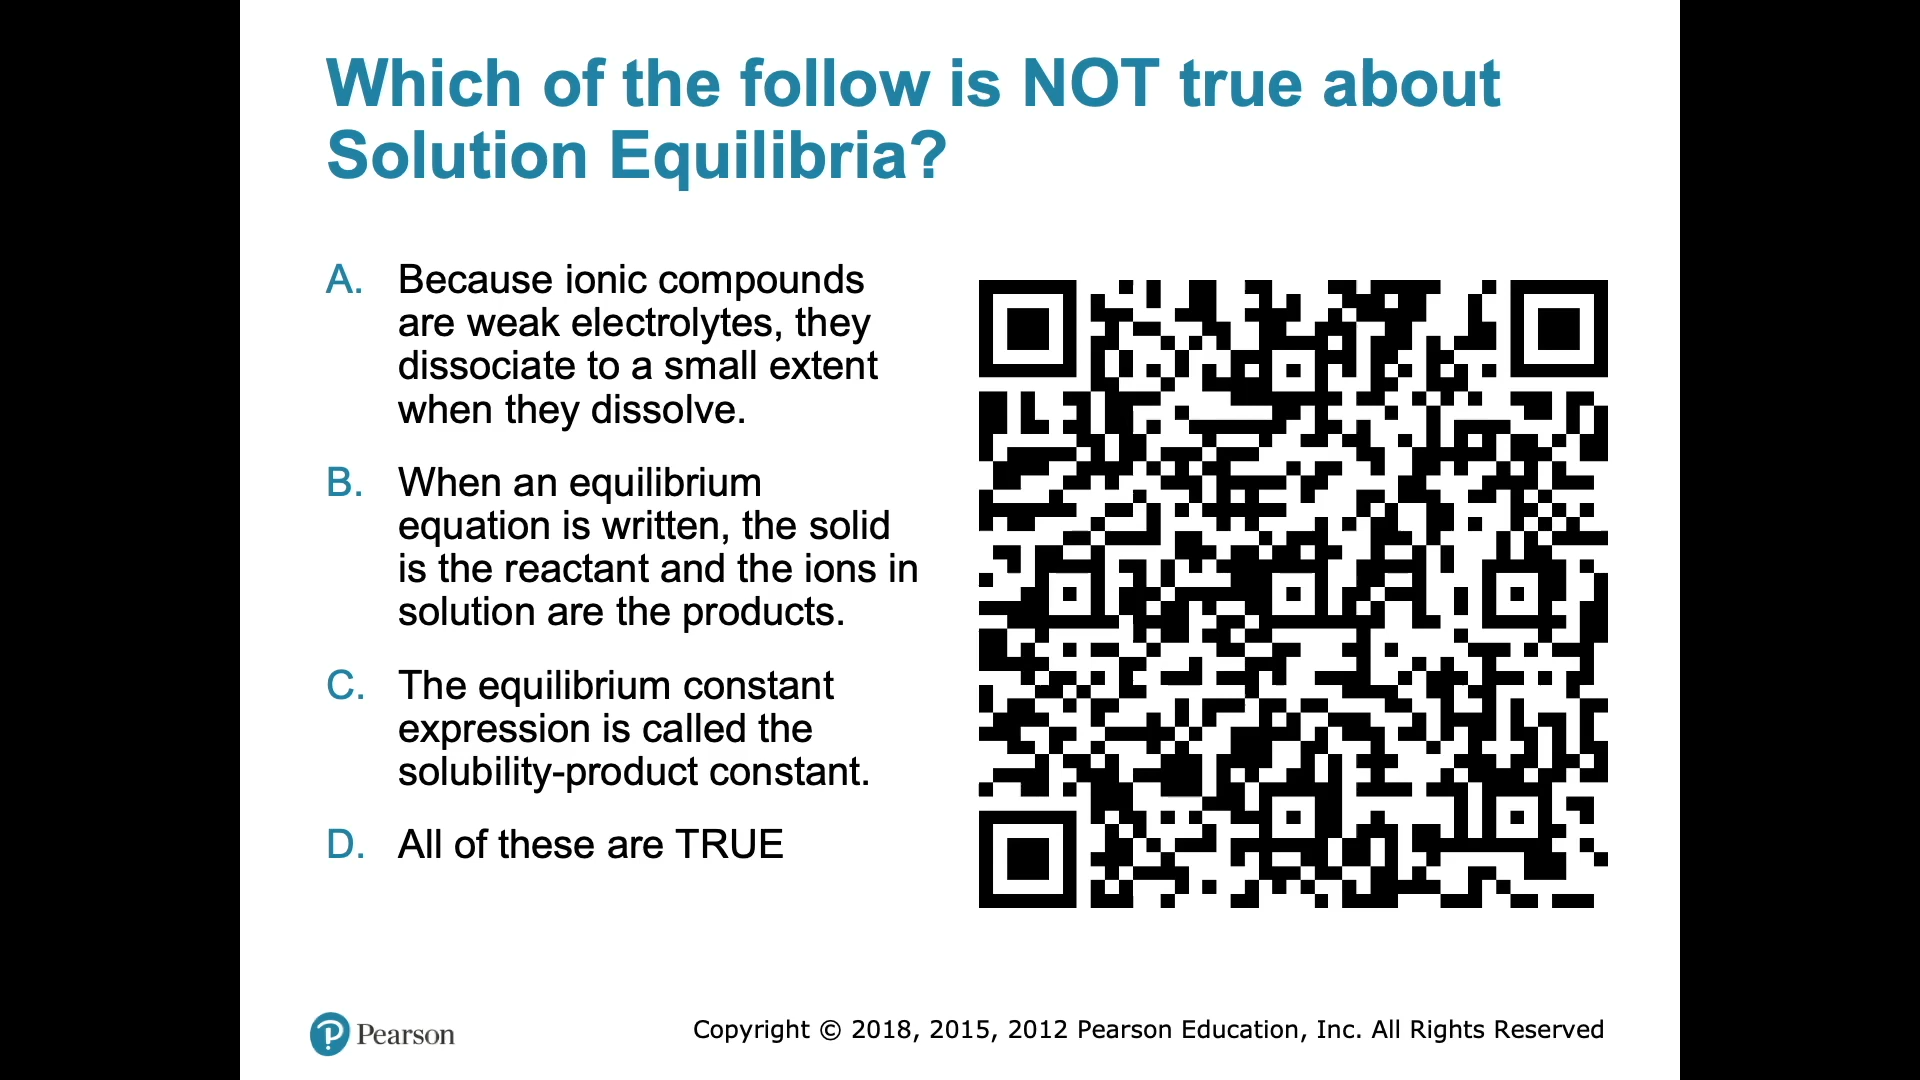 Which of the follow is NOT true about
Solution Equilibria?
A. Because ionic compounds
are weak electrolytes, they
dissociate to a small extent
when they dissolve.
B. When an equilibrium
equation is written, the solid
is the reactant and the ions in
solution are the products.
C. The equilibrium constant
expression is called the
solubility-product constant.
D. All of these are TRUE
Pearson
Copyright © 2018, 2015, 2012 Pearson Education, Inc. All Rights Reserved